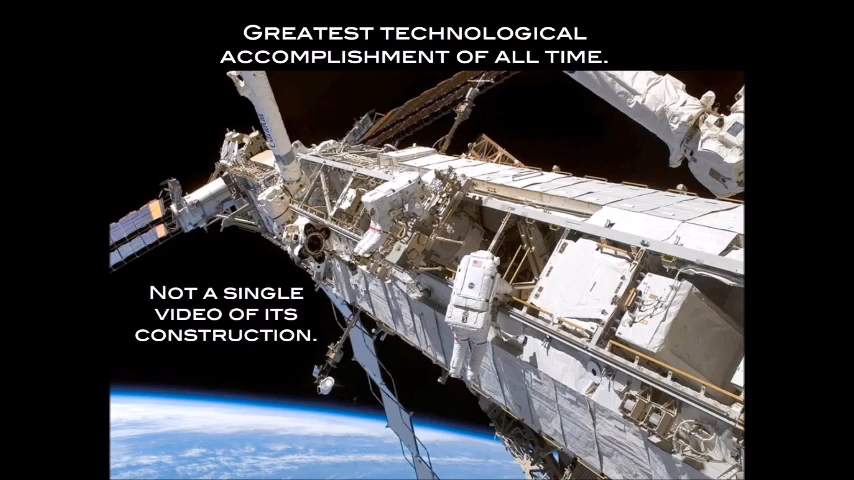 Greatest technological
accomplishment of all time.
Not a single
video of its
construction.